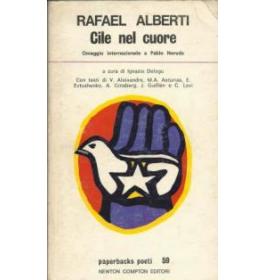 RAFAEL ALBERTI
Cile nel cuore
Omaggio internazionale a Pablo Neruda
a cura di Ignazio Delogu
Con testi di V. Aleixandre, M.A. Asturias, E.
Evtushenko, A. Ginsberg, J. Guillén e C. Levi
paperbacks poeti 59
NEWTON COMPTON EDITORI